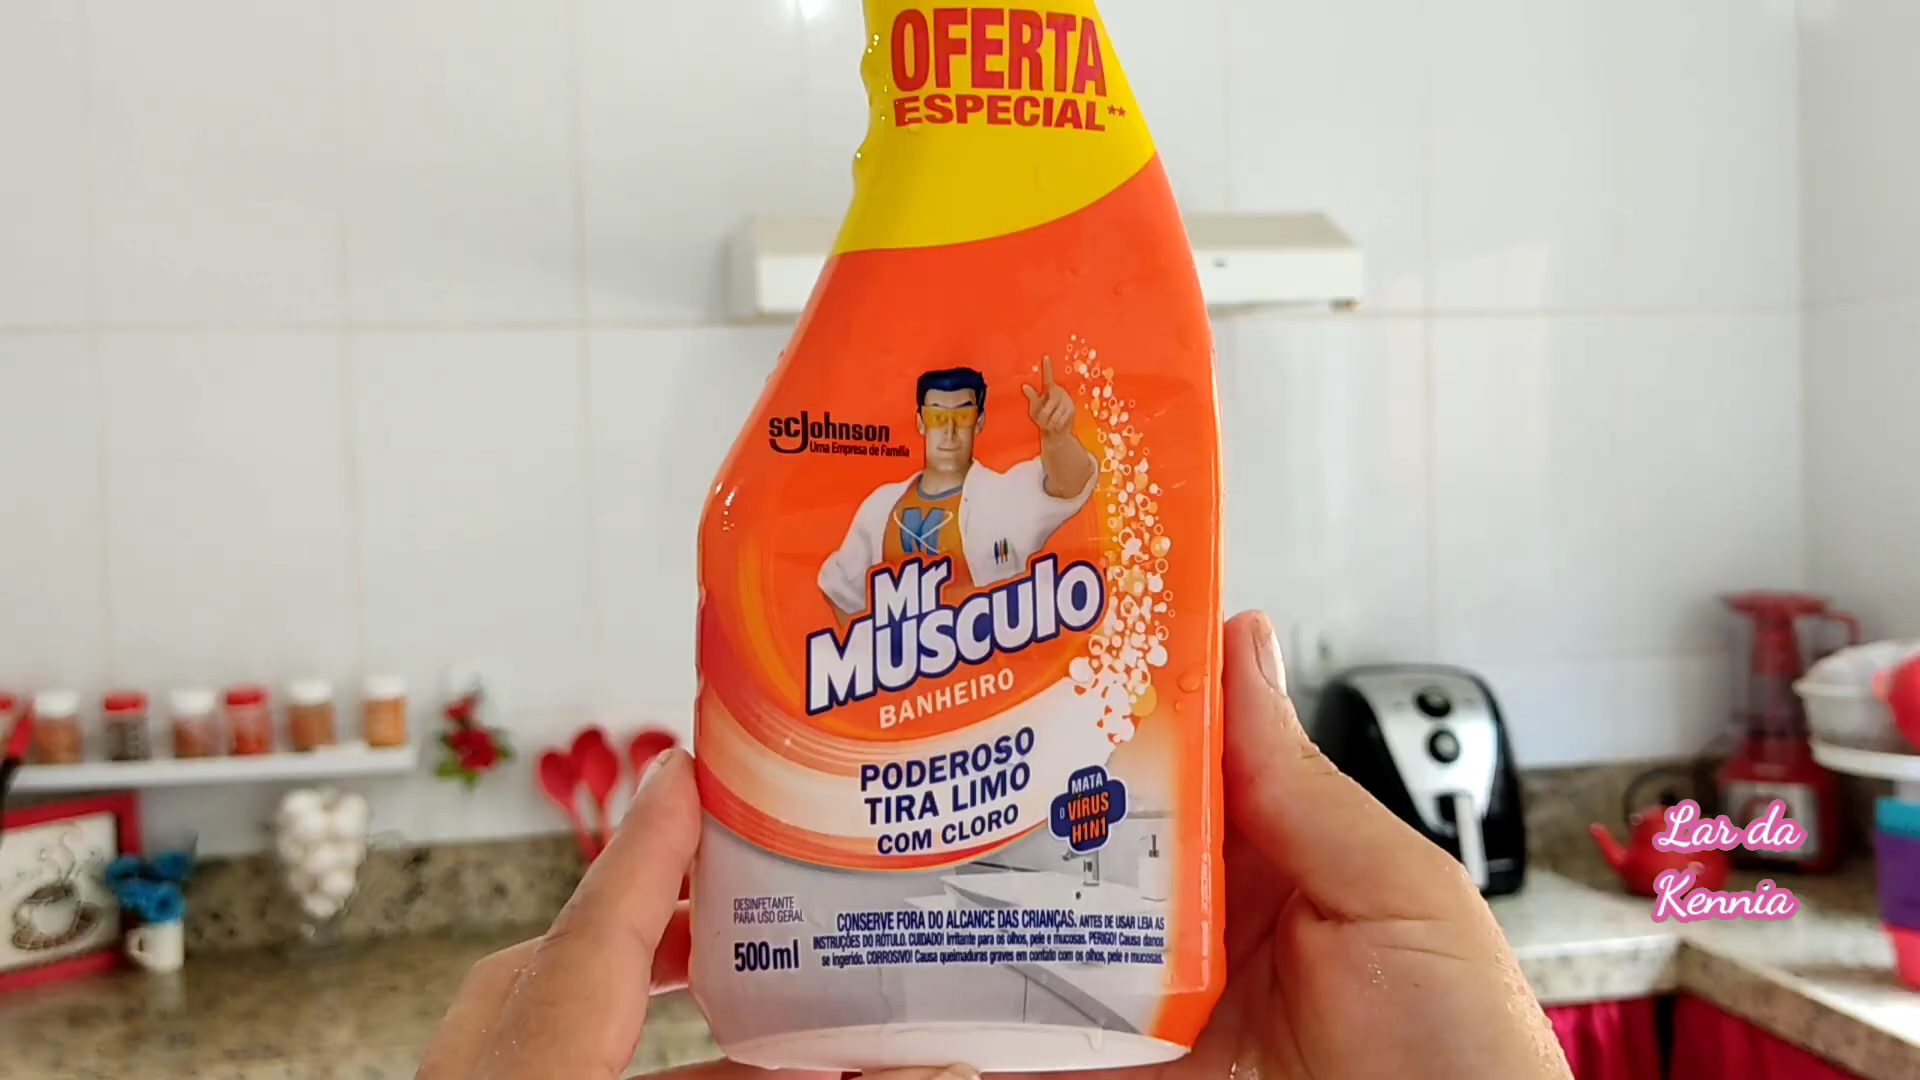 OFERTA
ESPECIAL**
scJohnson
Uma Empresa de Família
M
Mr
MUSCULO
BANHEIRO
PODEROSO
TIRA LIMO
COM CLORO
MATA
O VÍRUS
H1N1
DESINFETANTE
PARA USO GERAL
500ml
CONSERVE FORA DO ALCANCE DAS CRIANÇAS. ANTES DE USAR LEIA AS
INSTRUÇÕES DO RÓTULO. CUIDADO! Irritante para os olhos, pele e mucosas. PERIGO! Causa danos
se ingerido. CORROSIVO! Causa queimaduras graves em contato com os olhos, pele e mucosas.
Lar da
Kennia